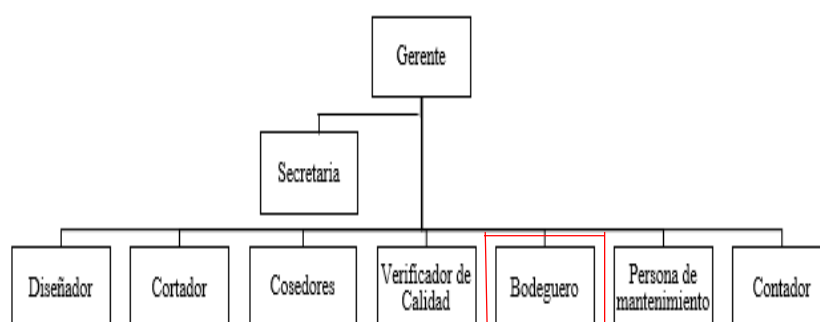 Gerente
Secretaria
Diseñador
Cortador
Cosedores
Verificador de
Calidad
Bodeguero
Persona de
mantenimiento
Contador